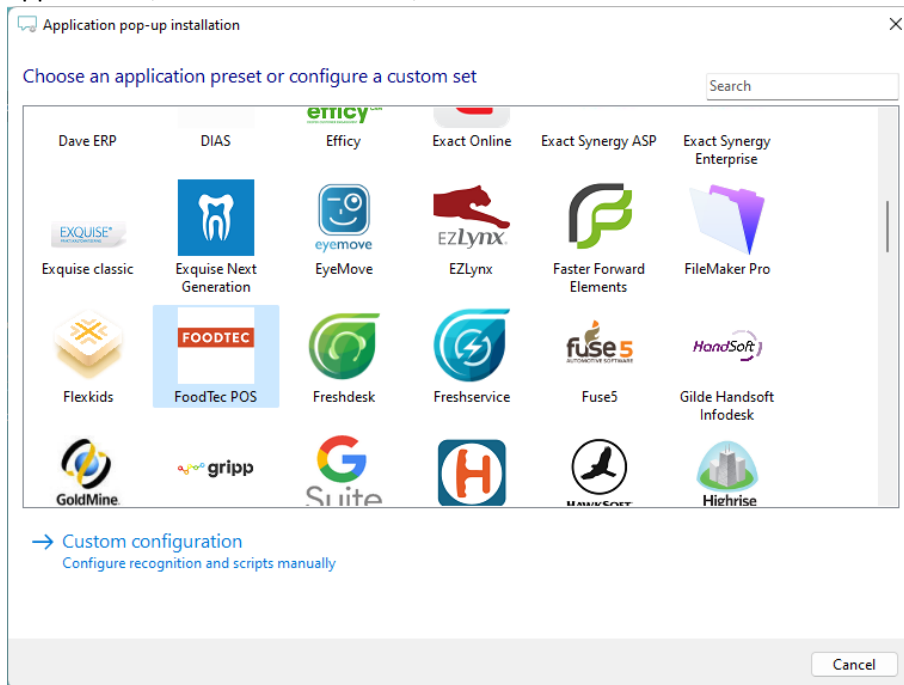 Application pop-up installation
Choose an application preset or configure a custom set
Search
efficy
Dave ERP
DIAS
Efficy
Exact Online
Exact Synergy ASP
Exact Synergy
Enterprise
EXQUISE
eyemove
EZLynx
Exquise classic
Exquise Next
Generation
EyeMove
EZLynx
Faster Forward
Elements
FileMaker Pro
FOODTEC
fuse5
AUTOMOTIVE SOFTWARE
HandSoft
Flexkids
FoodTec POS
Freshdesk
Freshservice
Fuse5
Gilde Handsoft
Infodesk
GoldMine
gripp
G
Suite
H
HAWKSOFT
Highrise
Custom configuration
Configure recognition and scripts manually
Cancel